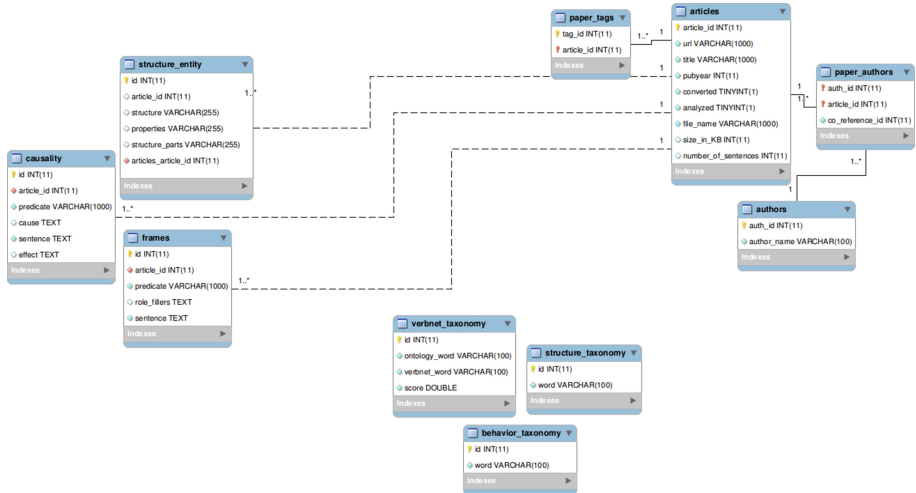 paper_tags
tag_id INT(11)
article_id INT(11)
Indexes
articles
article_id INT(11)
url VARCHAR(1000)
title VARCHAR(1000)
pubyear INT(11)
converted TINYINT(1)
analyzed TINYINT(1)
file_name VARCHAR(1000)
size_in_KB INT(11)
number_of_sentences INT(11)
Indexes
paper_authors
auth_id INT(11)
article_id INT(11)
co_reference_id INT(11)
Indexes
authors
auth_id INT(11)
author_name VARCHAR(100)
Indexes
structure_entity
id INT(11)
article_id INT(11)
structure VARCHAR(255)
properties VARCHAR(255)
structure_parts VARCHAR(255)
articles_article_id INT(11)
Indexes
causality
id INT(11)
article_id INT(11)
predicate VARCHAR(1000)
cause TEXT
sentence TEXT
effect TEXT
Indexes
frames
id INT(11)
article_id INT(11)
predicate VARCHAR(1000)
role_fillers TEXT
sentence TEXT
Indexes
verbnet_taxonomy
id INT(11)
ontology_word VARCHAR(100)
verbnet_word VARCHAR(100)
score DOUBLE
Indexes
structure_taxonomy
id INT(11)
word VARCHAR(100)
Indexes
behavior_taxonomy
id INT(11)
word VARCHAR(100)
Indexes
1..*
1
1..*
1
1..*
1
1..*
1
1
1..*
1..*
1